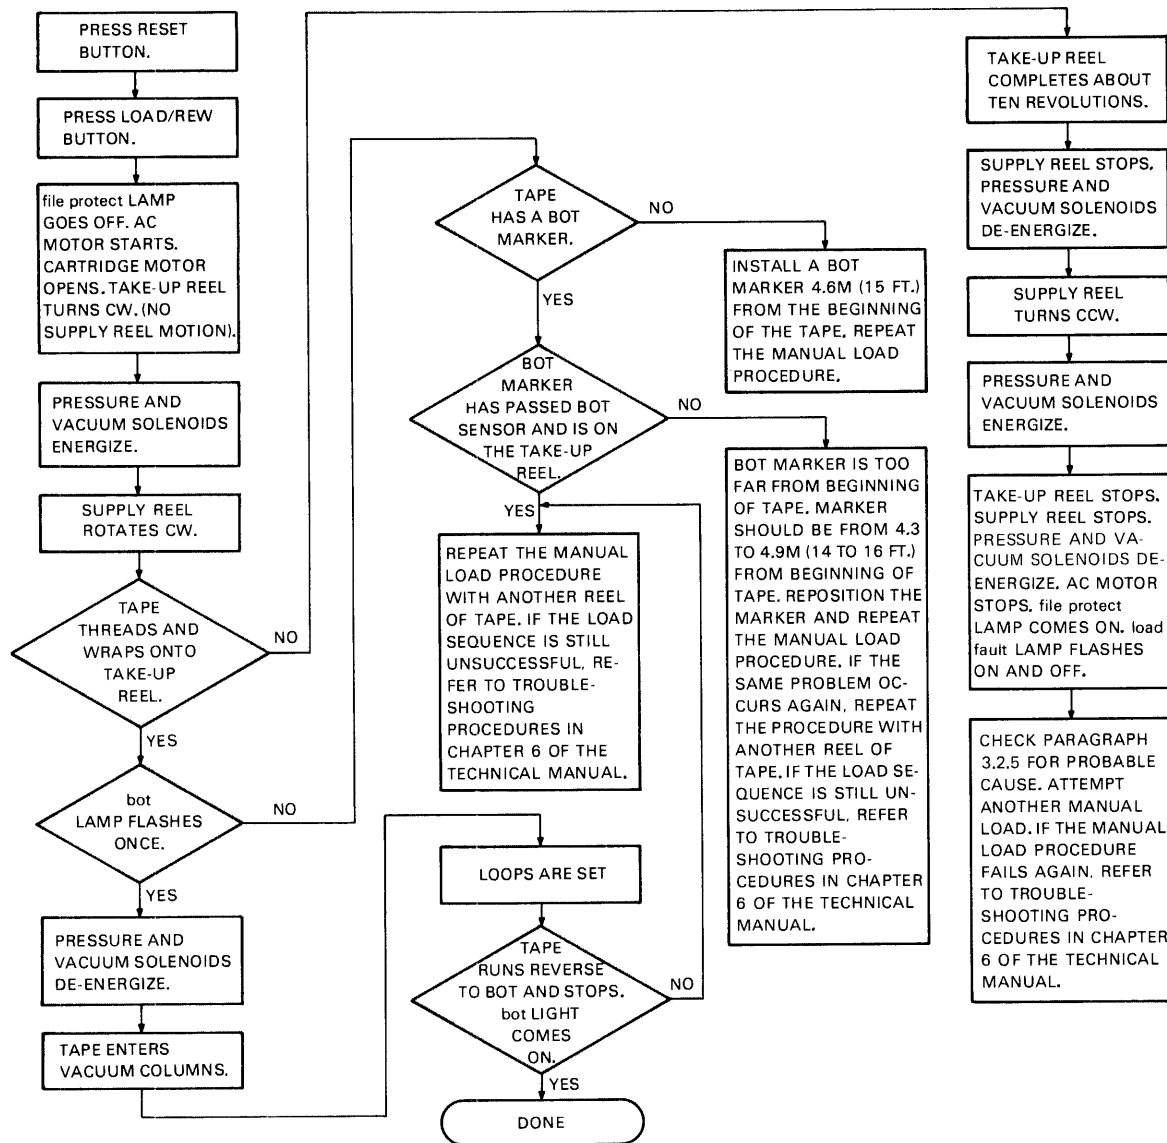 PRESS RESET
BUTTON.
PRESS LOAD/REW
BUTTON.
file protect LAMP
GOES OFF. AC
MOTOR STARTS.
CARTRIDGE MOTOR
OPENS. TAKE-UP REEL
TURNS CW. (NO
SUPPLY REEL MOTION).
PRESSURE AND
VACUUM SOLENOIDS
ENERGIZE.
SUPPLY REEL
ROTATES CW.
TAPE
THREADS AND
WRAPS ONTO
TAKE-UP
REEL.
NO
YES
bot
LAMP FLASHES
ONCE.
NO
YES
PRESSURE AND
VACUUM SOLENOIDS
DE-ENERGIZE.
TAPE ENTERS
VACUUM COLUMNS.
TAPE
HAS A BOT
MARKER.
NO
YES
INSTALL A BOT
MARKER 4.6M (15 FT.)
FROM THE BEGINNING
OF THE TAPE. REPEAT
THE MANUAL LOAD
PROCEDURE.
BOT
MARKER
HAS PASSED BOT
SENSOR AND IS ON
THE TAKE-UP
REEL.
NO
YES
REPEAT THE MANUAL
LOAD PROCEDURE
WITH ANOTHER REEL
OF TAPE. IF THE LOAD
SEQUENCE IS STILL
UNSUCCESSFUL, RE-
FER TO TROUBLE-
SHOOTING
PROCEDURES IN
CHAPTER 6 OF THE
TECHNICAL MANUAL.
BOT MARKER IS TOO
FAR FROM BEGINNING
OF TAPE. MARKER
SHOULD BE FROM 4.3
TO 4.9M (14 TO 16 FT.)
FROM BEGINNING OF
TAPE. REPOSITION THE
MARKER AND REPEAT
THE MANUAL LOAD
PROCEDURE. IF THE
SAME PROBLEM OC-
CURS AGAIN, REPEAT
THE PROCEDURE WITH
ANOTHER REEL OF
TAPE. IF THE LOAD SE-
QUENCE IS STILL UN-
SUCCESSFUL, REFER
TO TROUBLE-
SHOOTING PRO-
CEDURES IN CHAPTER
6 OF THE TECHNICAL
MANUAL.
LOOPS ARE SET
TAPE
RUNS REVERSE
TO BOT AND STOPS.
bot LIGHT
COMES
ON.
NO
YES
DONE
TAKE-UP REEL
COMPLETES ABOUT
TEN REVOLUTIONS.
SUPPLY REEL STOPS.
PRESSURE AND
VACUUM SOLENOIDS
DE-ENERGIZE.
SUPPLY REEL
TURNS CCW.
PRESSURE AND
VACUUM SOLENOIDS
ENERGIZE.
TAKE-UP REEL STOPS.
SUPPLY REEL STOPS.
PRESSURE AND VA-
CUUM SOLENOIDS DE-
ENERGIZE. AC MOTOR
STOPS. file protect
LAMP COMES ON. load
fault LAMP FLASHES
ON AND OFF.
CHECK PARAGRAPH
3.2.5 FOR PROBABLE
CAUSE. ATTEMPT
ANOTHER MANUAL
LOAD. IF THE MANUAL
LOAD PROCEDURE
FAILS AGAIN, REFER
TO TROUBLE-
SHOOTING PRO-
CEDURES IN CHAPTER
6 OF THE TECHNICAL
MANUAL.